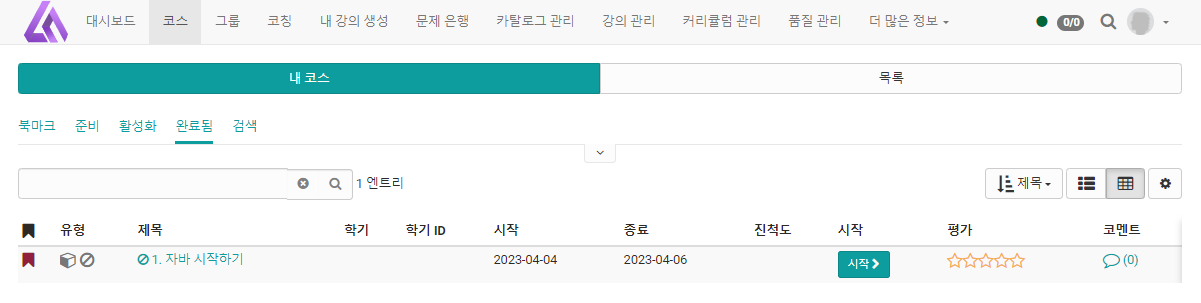 대시보드 코스 그룹 코칭 내 강의 생성 문제 은행 카탈로그 관리 강의 관리 커리큘럼 관리 품질 관리 더 많은 정보 0/0
내 코스 목록
북마크 준비 활성화 완료됨 검색
1 엔트리 제목
유형 제목 학기 학기 ID 시작 종료 진척도 시작 평가 코멘트
1. 자바 시작하기 2023-04-04 2023-04-06 시작 (0)